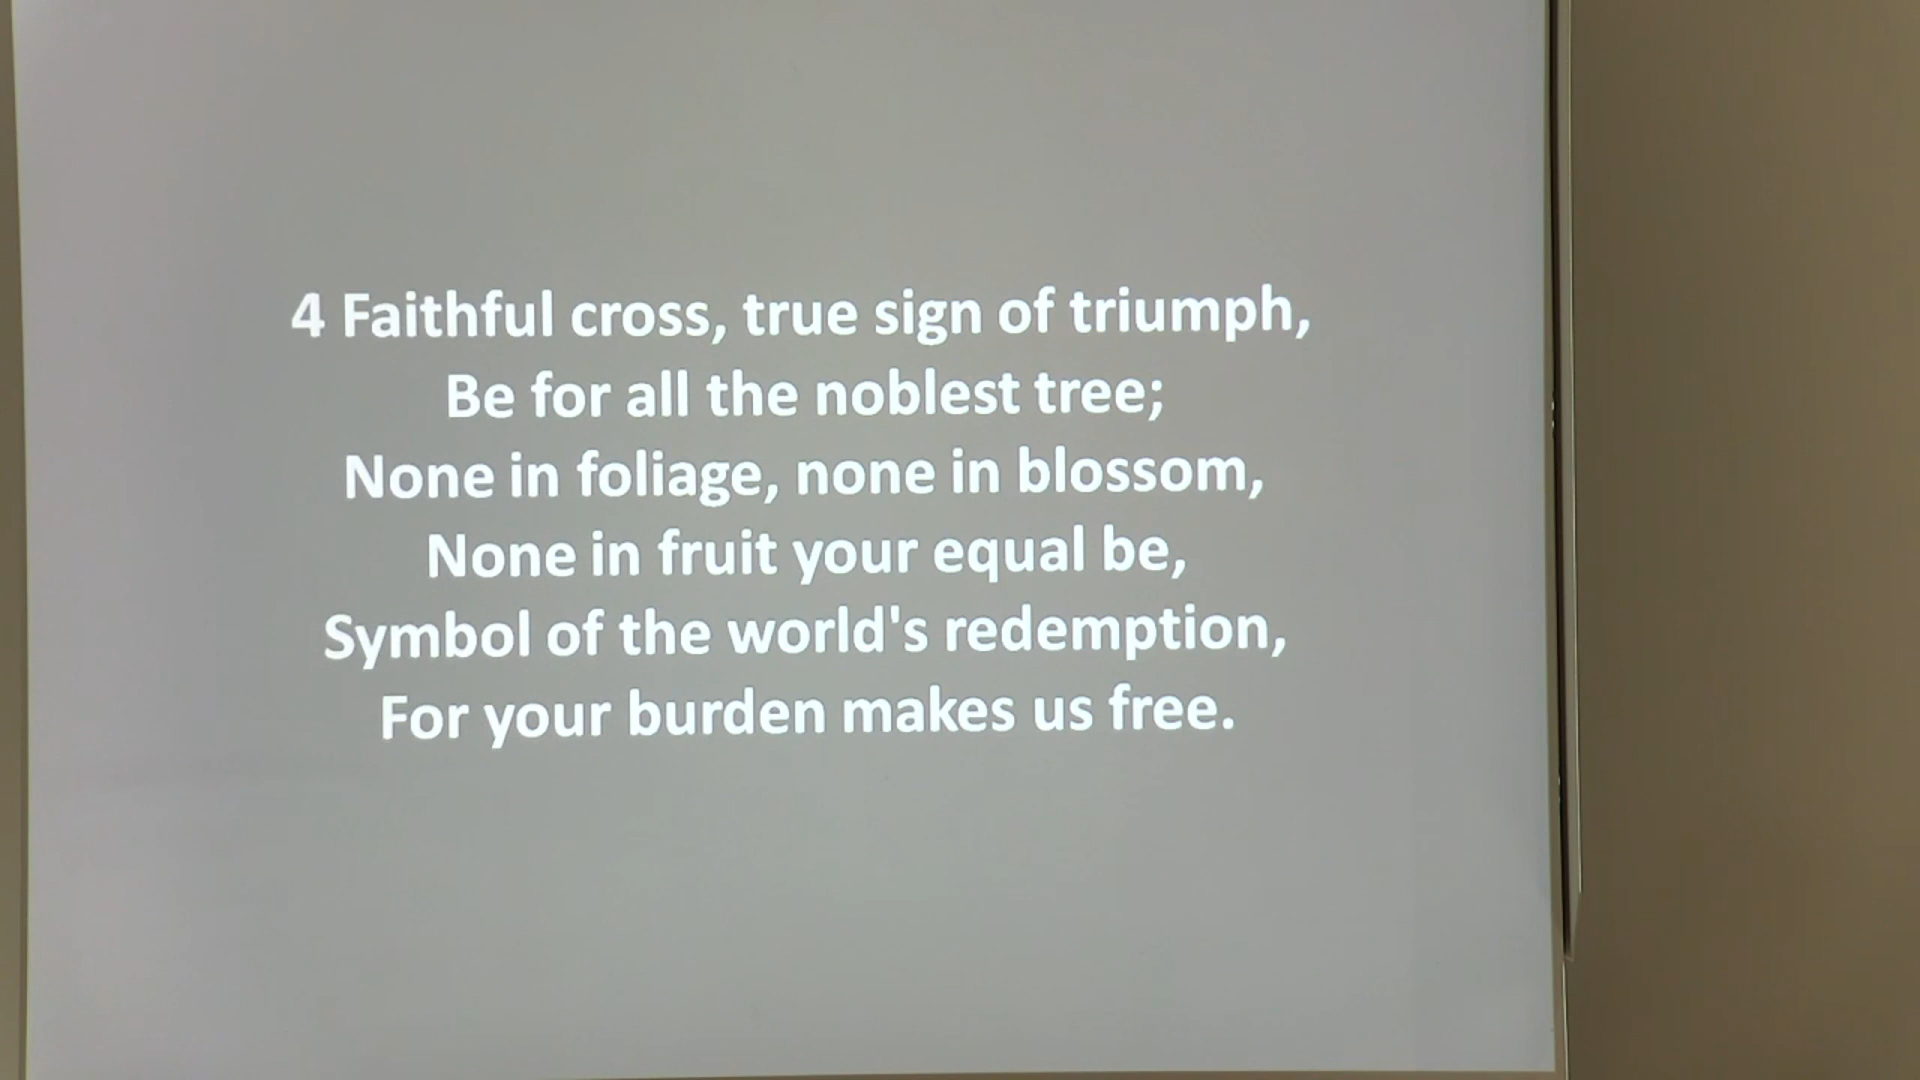 4 Faithful cross, true sign of triumph,
Be for all the noblest tree;
None in foliage, none in blossom,
None in fruit your equal be,
Symbol of the world's redemption,
For your burden makes us free.